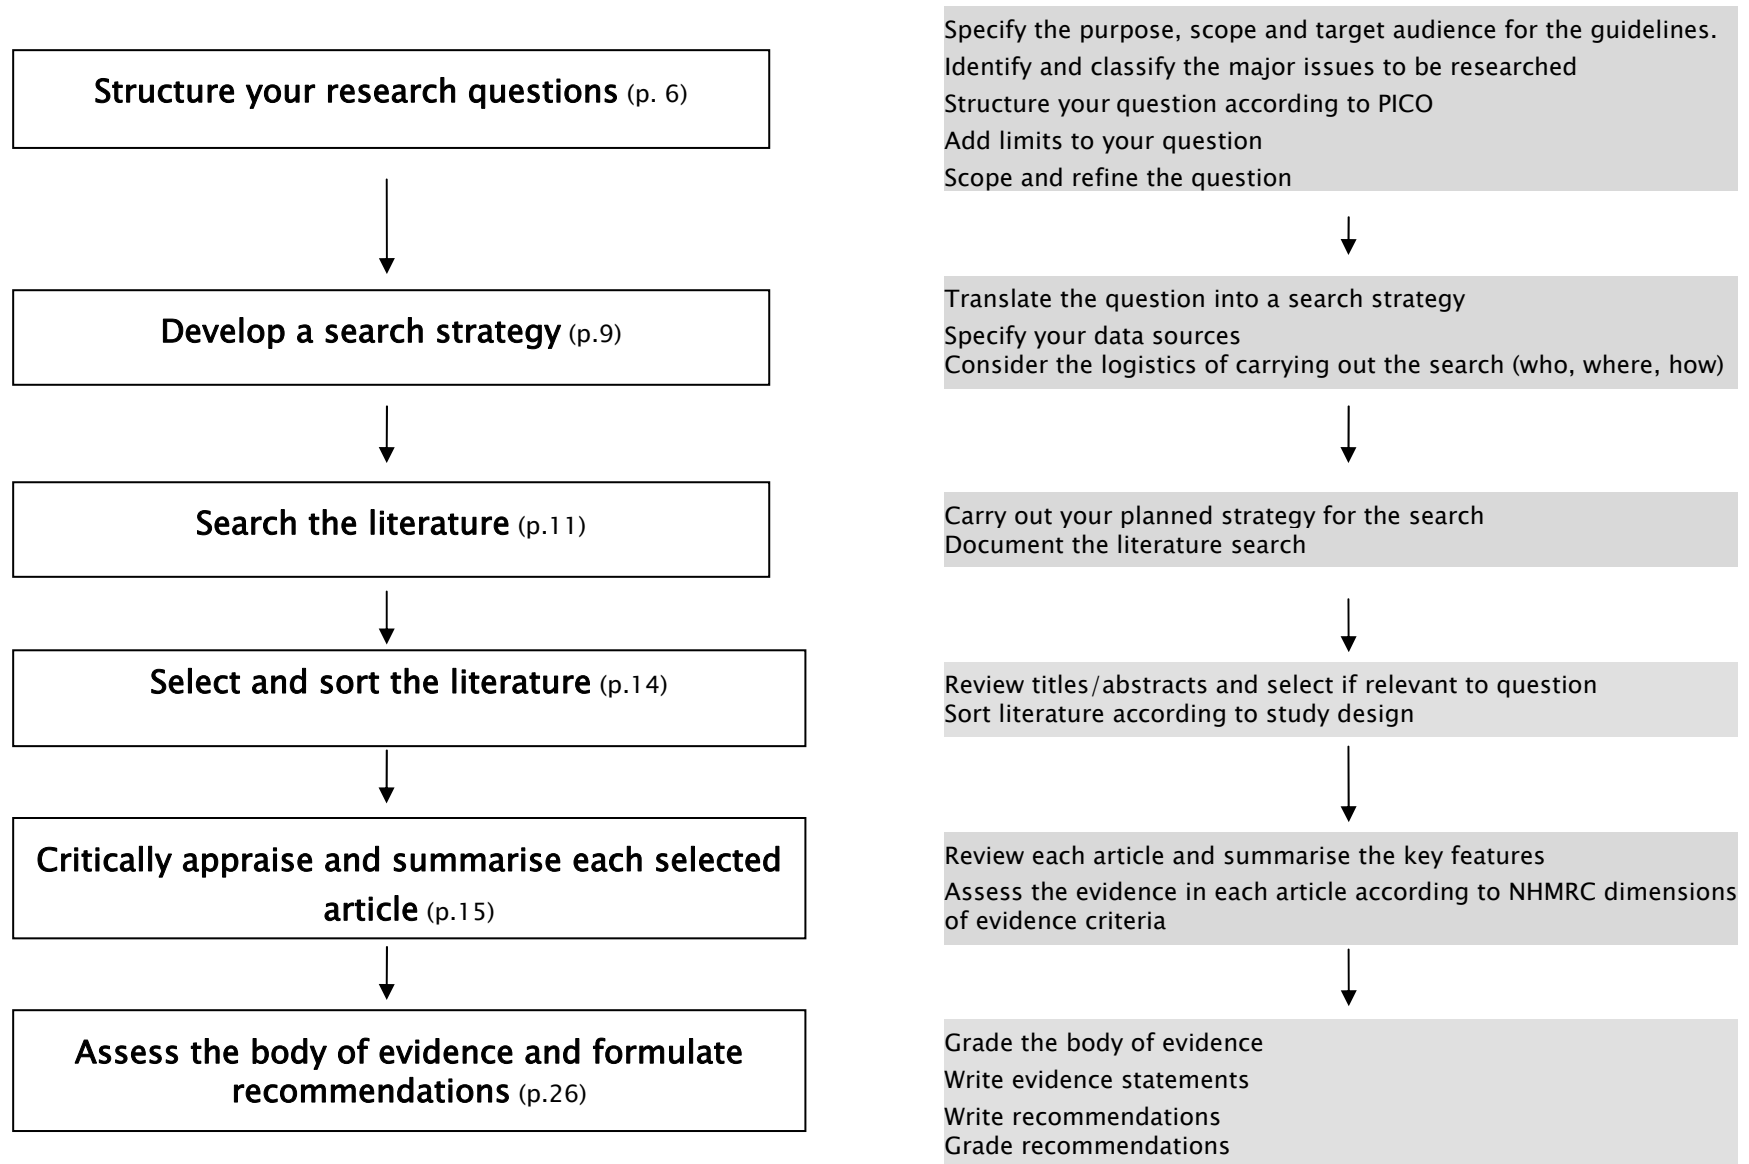 Structure your research questions (p. 6)
Specify the purpose, scope and target audience for the guidelines.
Identify and classify the major issues to be researched
Structure your question according to PICO
Add limits to your question
Scope and refine the question
Develop a search strategy (p.9)
Translate the question into a search strategy
Specify your data sources
Consider the logistics of carrying out the search (who, where, how)
Search the literature (p.11)
Carry out your planned strategy for the search
Document the literature search
Select and sort the literature (p.14)
Review titles/abstracts and select if relevant to question
Sort literature according to study design
Critically appraise and summarise each selected
article (p.15)
Review each article and summarise the key features
Assess the evidence in each article according to NHMRC dimensions
of evidence criteria
Assess the body of evidence and formulate
recommendations (p.26)
Grade the body of evidence
Write evidence statements
Write recommendations
Grade recommendations